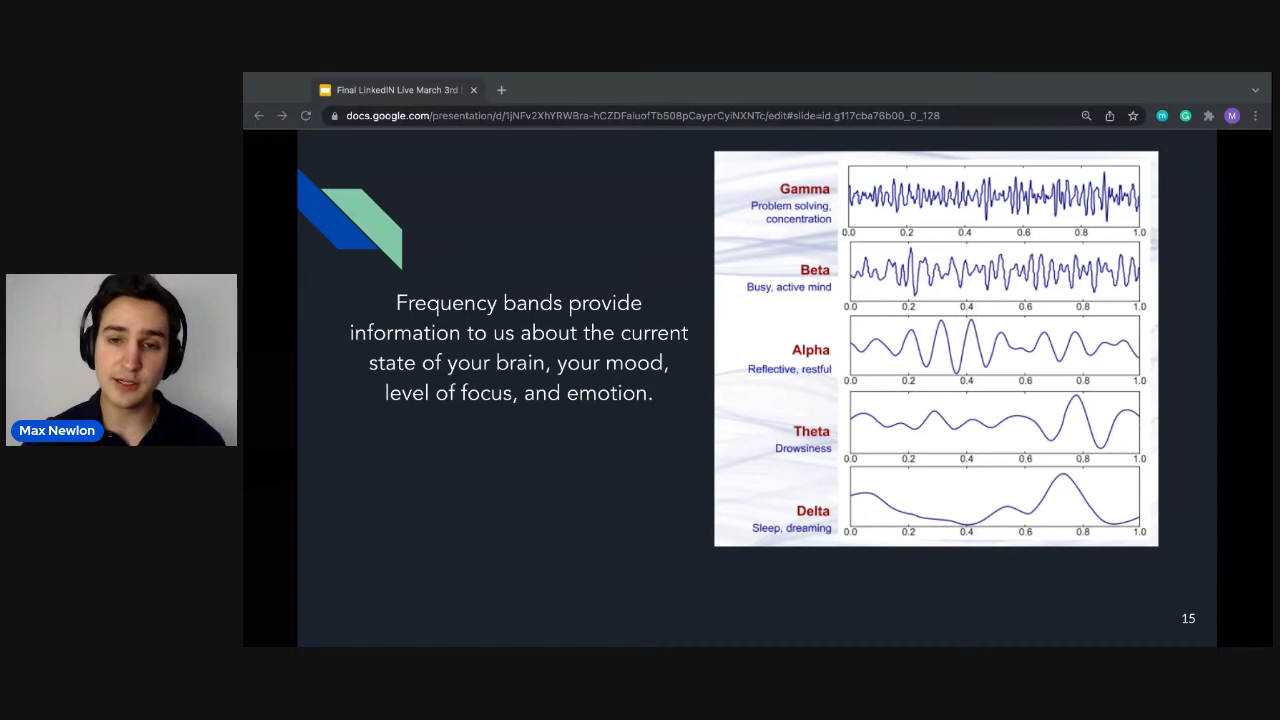 Final LinkedIN Live March 3rd
docs.google.com/presentation/d/1jNFv2XhYRWBra-hCZDFaiuofTb508pCayprCyiNXNTc/edit#slide=id.g117cba76b00_0_128
M
Frequency bands provide
information to us about the current
state of your brain, your mood,
level of focus, and emotion.
Gamma
Problem solving,
concentration
0.0 0.2 0.4 0.6 0.8 1.0
Beta
Busy, active mind
0.0 0.2 0.4 0.6 0.8 1.0
Alpha
Reflective, restful
0.0 0.2 0.4 0.6 0.8 1.0
Theta
Drowsiness
0.0 0.2 0.4 0.6 0.8 1.0
Delta
Sleep, dreaming
0.0 0.2 0.4 0.6 0.8 1.0
15
Max Newlon